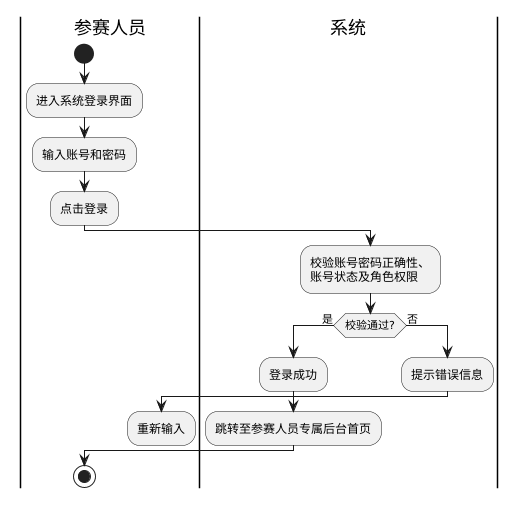 参赛人员
系统
进入系统登录界面
输入账号和密码
点击登录
校验账号密码正确性、
账号状态及角色权限
是
校验通过?
否
登录成功
提示错误信息
重新输入
跳转至参赛人员专属后台首页